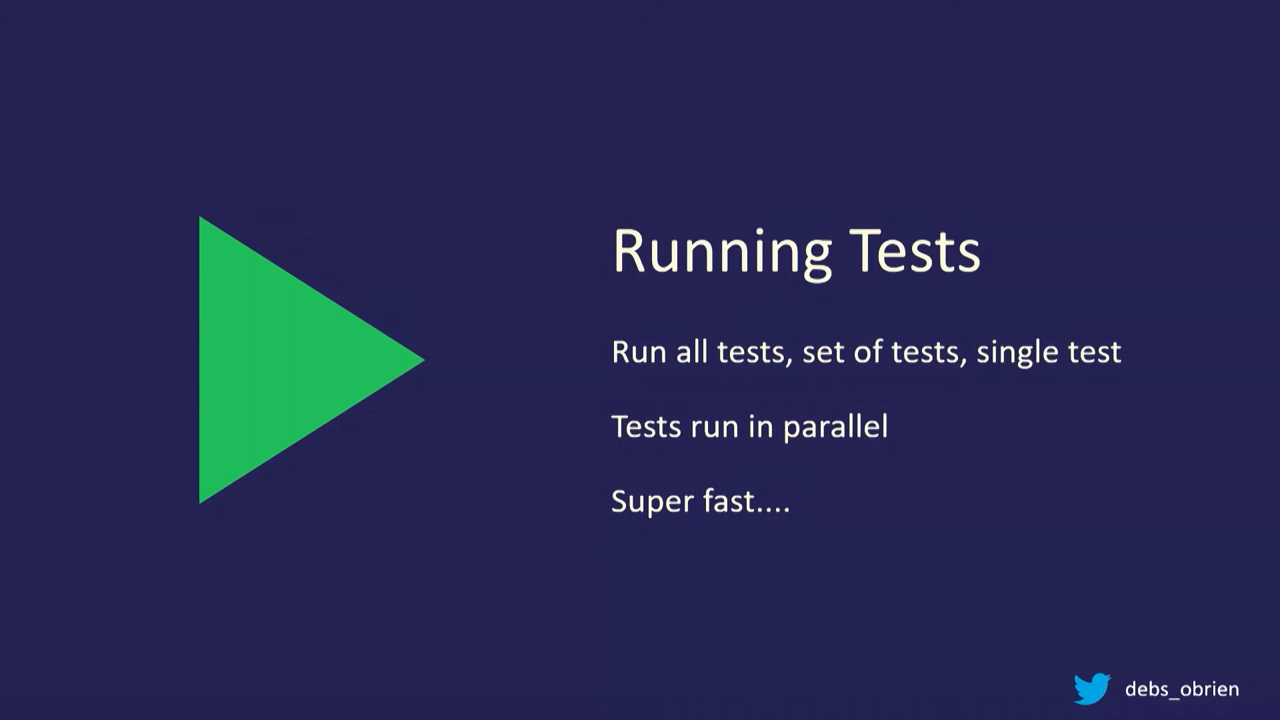 Running Tests
Run all tests, set of tests, single test
Tests run in parallel
Super fast....
debs_obrien